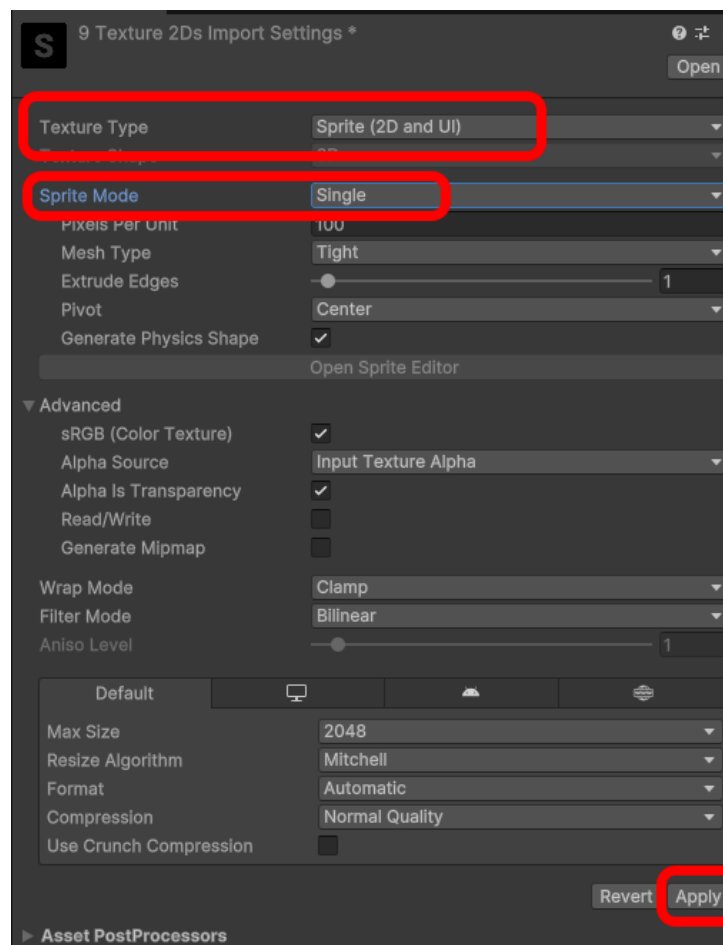 S
9 Texture 2Ds Import Settings *
Open
Texture Type Sprite (2D and UI)
Texture Shape 2D
Sprite Mode Single
Pixels Per Unit 100
Mesh Type Tight
Extrude Edges 1
Pivot Center
Generate Physics Shape
Open Sprite Editor
Advanced
sRGB (Color Texture)
Alpha Source Input Texture Alpha
Alpha Is Transparency
Read/Write
Generate Mipmap
Wrap Mode Clamp
Filter Mode Bilinear
Aniso Level 1
Default
Max Size 2048
Resize Algorithm Mitchell
Format Automatic
Compression Normal Quality
Use Crunch Compression
Revert Apply
Asset PostProcessors